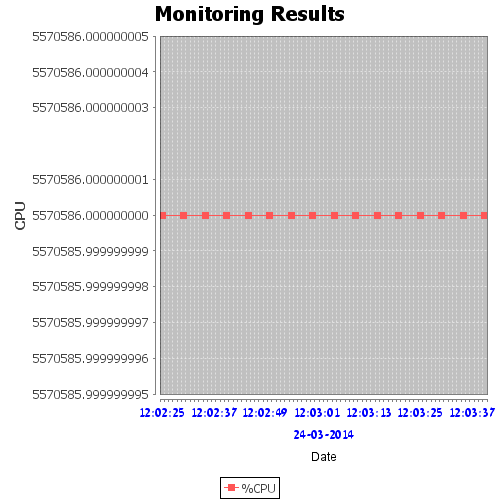 Monitoring Results
5570586.000000005
5570586.000000004
5570586.000000003
5570586.000000001
5570586.000000000
5570585.999999999
5570585.999999998
5570585.999999997
5570585.999999996
5570585.999999995
CPU
12:02:25 12:02:37 12:02:49 12:03:01 12:03:13 12:03:25 12:03:37
24-03-2014
Date
%CPU